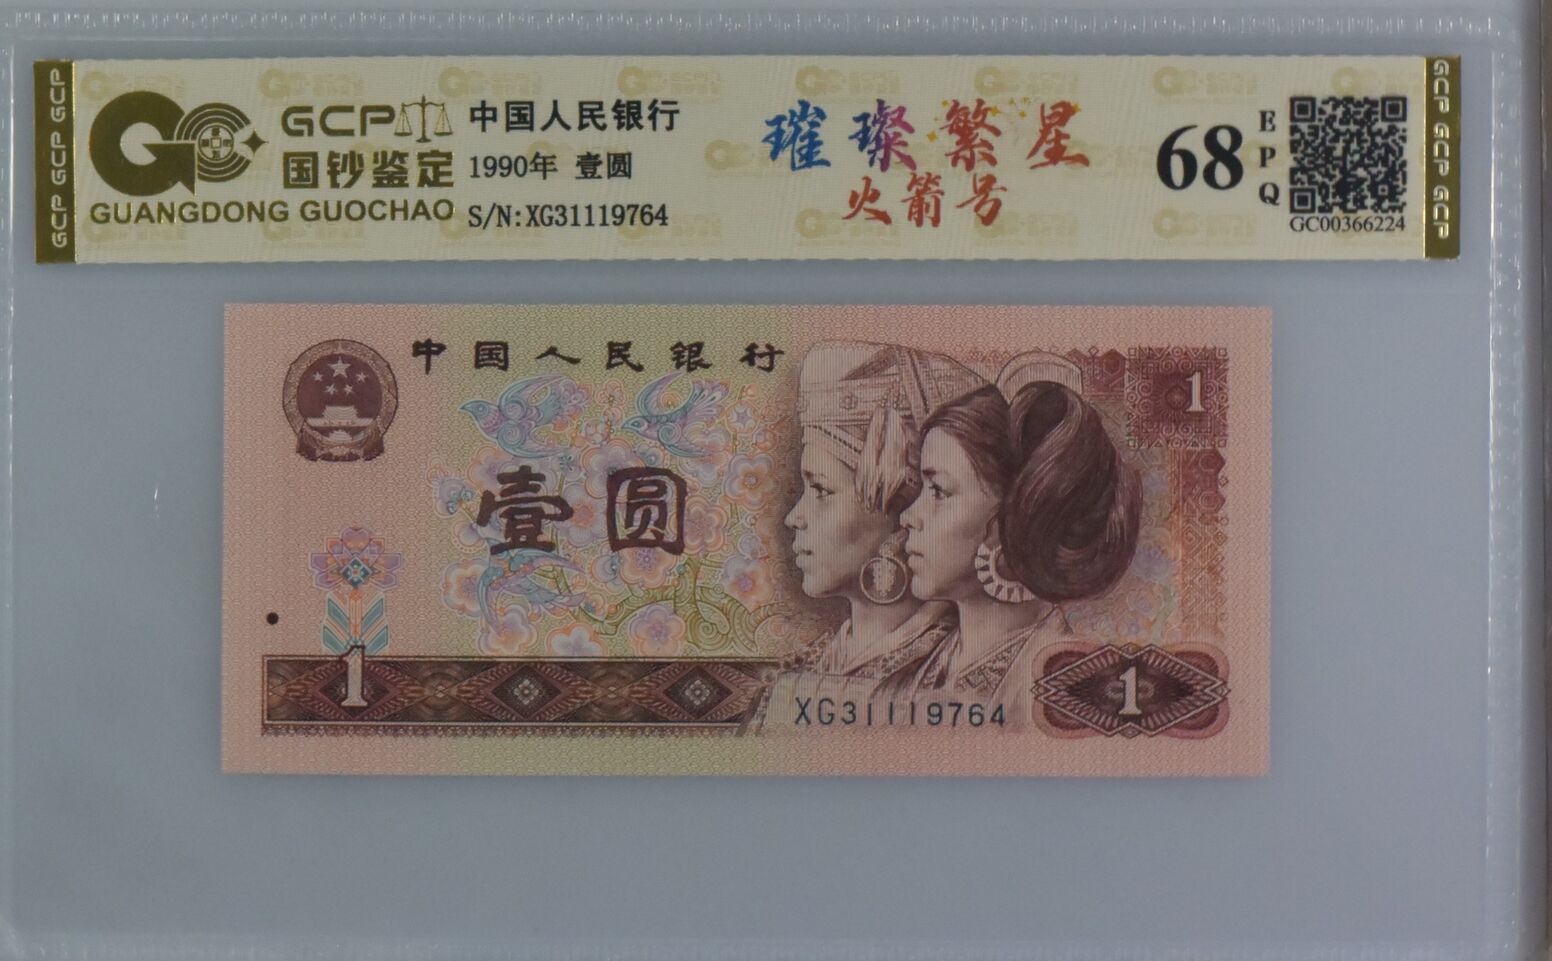 GCP GCP GCP
GCP
国钞鉴定
GUANGDONG GUOCHAO
中国人民银行
1990年 壹圆
S/N:XG31119764
璀璨繁星
火箭号
68
EPQ
GC00366224
GCP GCP GCP
中国人民银行
1
壹圆
1
XG31119764
1